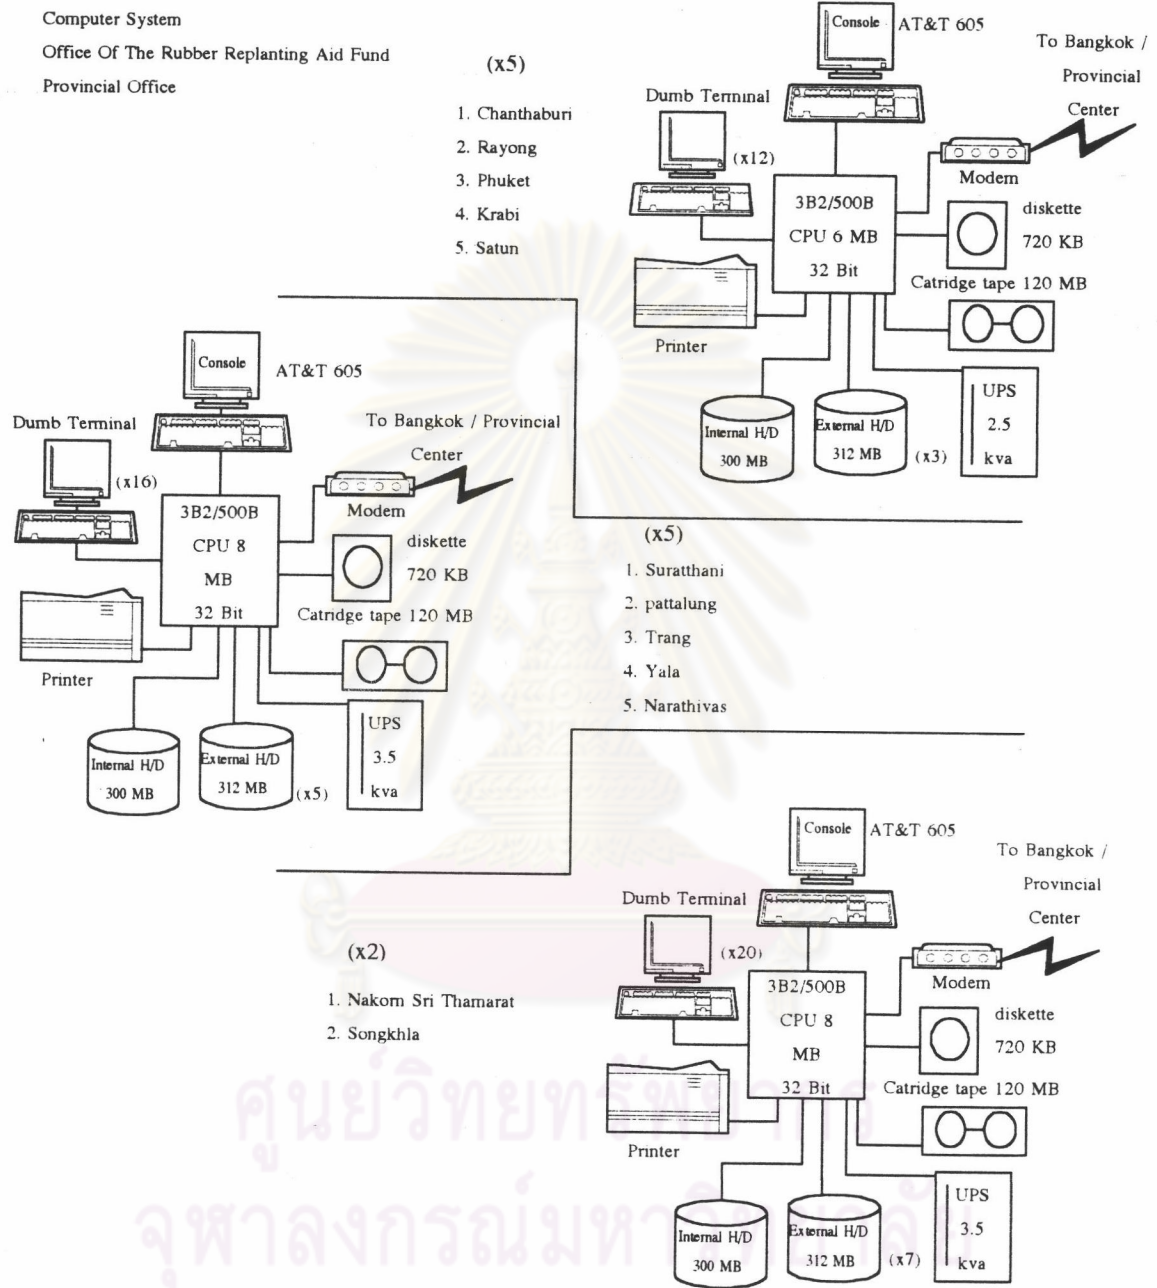 Computer System
Office Of The Rubber Replanting Aid Fund
Provincial Office
(x5)
1. Chanthaburi
2. Rayong
3. Phuket
4. Krabi
5. Satun
Console
AT&T 605
To Bangkok /
Provincial
Center
Dumb Terminal
(x12)
Modem
3B2/500B
CPU 6 MB
32 Bit
diskette
720 KB
Catridge tape 120 MB
Printer
Internal H/D
300 MB
External H/D
312 MB
(x3)
UPS
2.5
kva
Console
AT&T 605
To Bangkok / Provincial
Center
Dumb Terminal
(x16)
Modem
3B2/500B
CPU 8
MB
32 Bit
diskette
720 KB
Catridge tape 120 MB
Printer
Internal H/D
300 MB
External H/D
312 MB
(x5)
UPS
3.5
kva
(x5)
1. Suratthani
2. pattalung
3. Trang
4. Yala
5. Narathivas
(x2)
1. Nakorn Sri Thamarat
2. Songkhla
Console
AT&T 605
To Bangkok /
Provincial
Center
Dumb Terminal
(x20)
Modem
3B2/500B
CPU 8
MB
32 Bit
diskette
720 KB
Catridge tape 120 MB
Printer
Internal H/D
300 MB
External H/D
312 MB
(x7)
UPS
3.5
kva
ศูนย์วิทยทรัพยากร
จุฬาลงกรณ์มหาวิทยาลัย